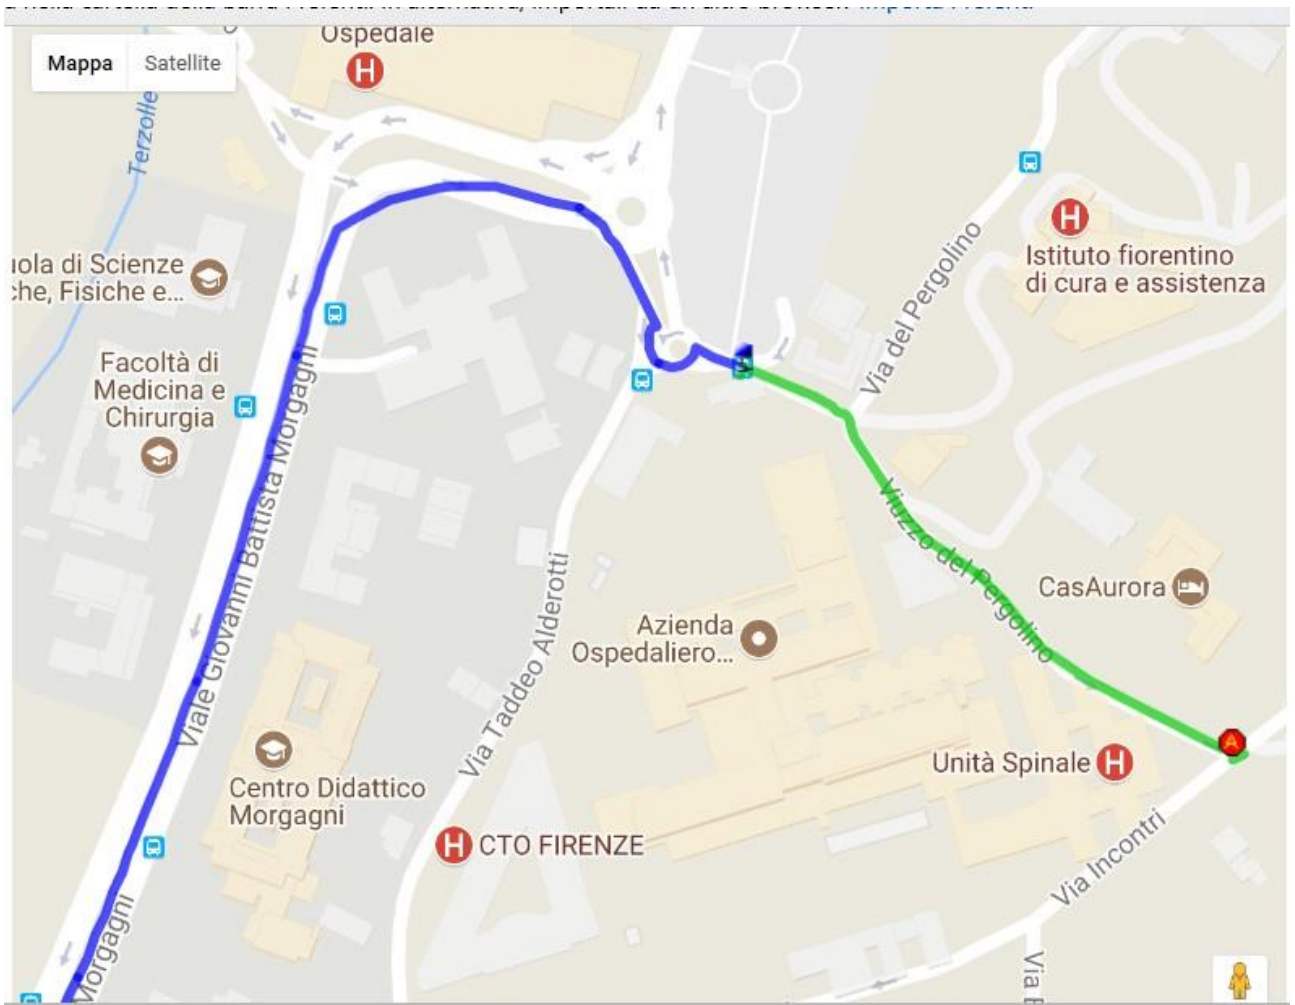 Mappa
Satellite
Ospedale
Terzolle
uola di Scienze
che, Fisiche e...
Facoltà di
Medicina e
Chirurgia
Viale Giovanni Battista Morgagni
Via del Pergolino
Istituto fiorentino
di cura e assistenza
Viuzzo del Pergolino
CasAurora
Azienda
Ospedaliero...
Via Taddeo Alderotti
Centro Didattico
Morgagni
Unità Spinale
A
CTO FIRENZE
Via Incontri
Morgagni
Via
H
H
H
H